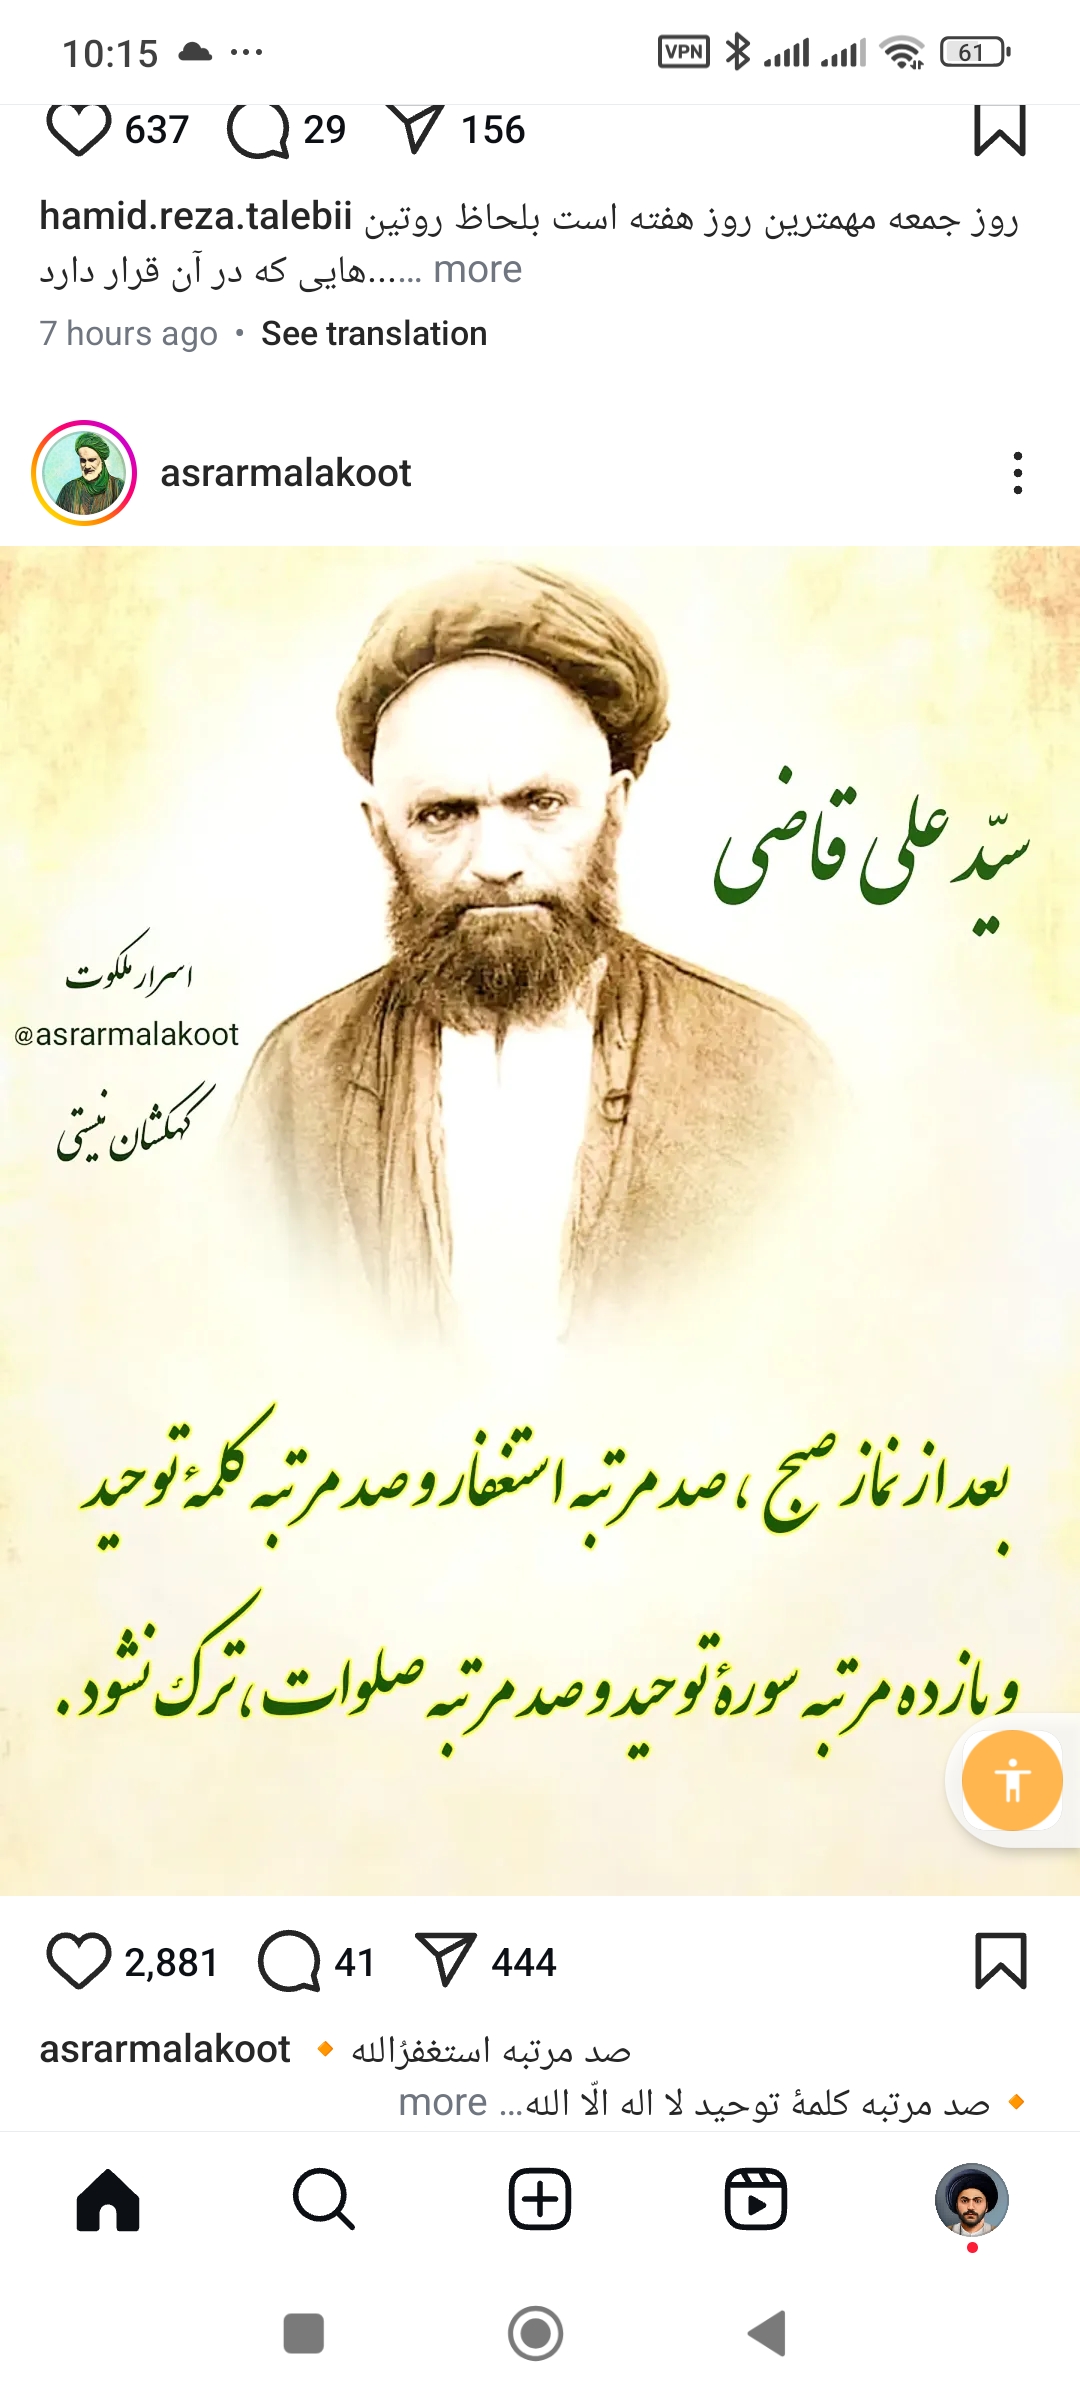 10:15
VPN
61
637 29 156
hamid.reza.talebii روز جمعه مهمترین روز هفته است بلحاظ روتین
هایی که در آن قرار دارد...… more
7 hours ago • See translation
asrarmalakoot
سیّد علی قاضی
اسرار ملکوت
@asrarmalakoot
کهکشان نیستی
بعد از نماز صبح ، صد مرتبه استغفار و صد مرتبه کلمهٔ توحید
و یازده مرتبه سورهٔ توحید و صد مرتبه صلوات ، ترک نشود .
2,881 41 444
asrarmalakoot 🔸 صد مرتبه استغفرُالله
🔸 صد مرتبه کلمهٔ توحید لا اله الّا الله... more